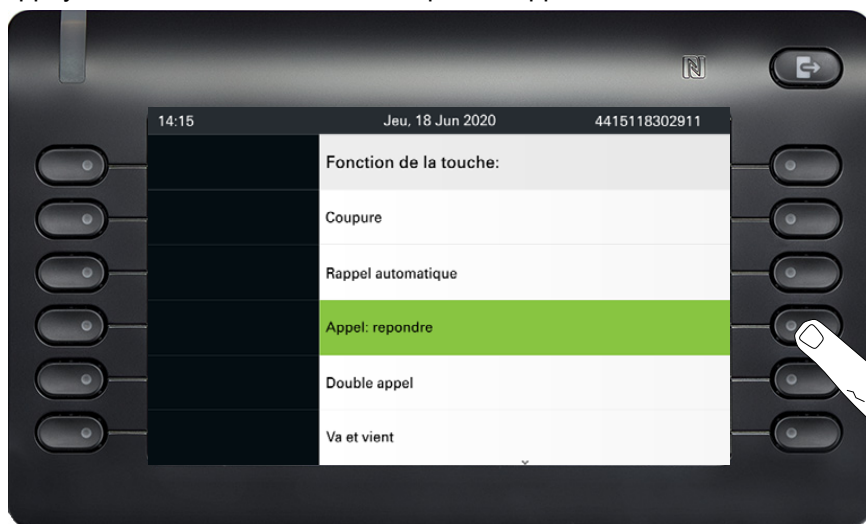 14:15 Jeu, 18 Jun 2020 4415118302911
Fonction de la touche:
Coupure
Rappel automatique
Appel: repondre
Double appel
Va et vient